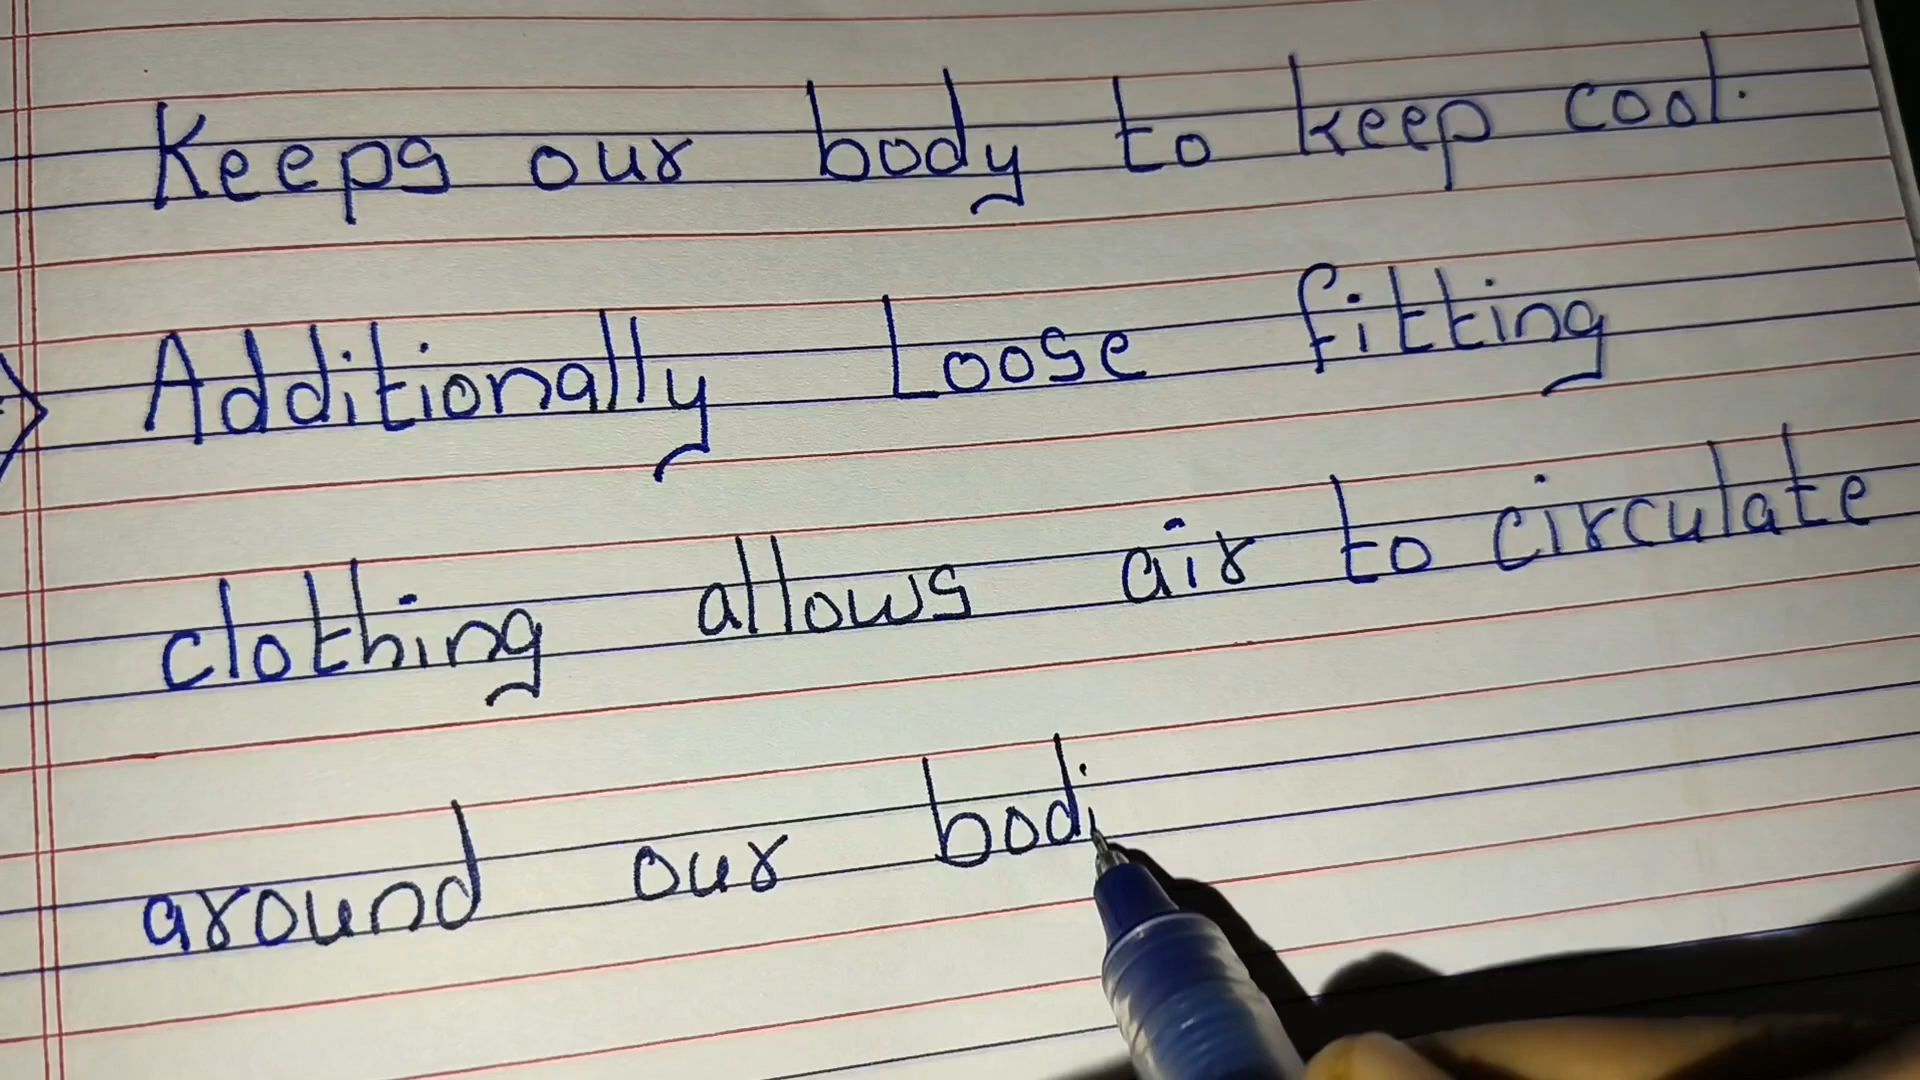 Keeps our body to keep cool.
Additionally Loose fitting
clothing allows air to circulate
around our bodi